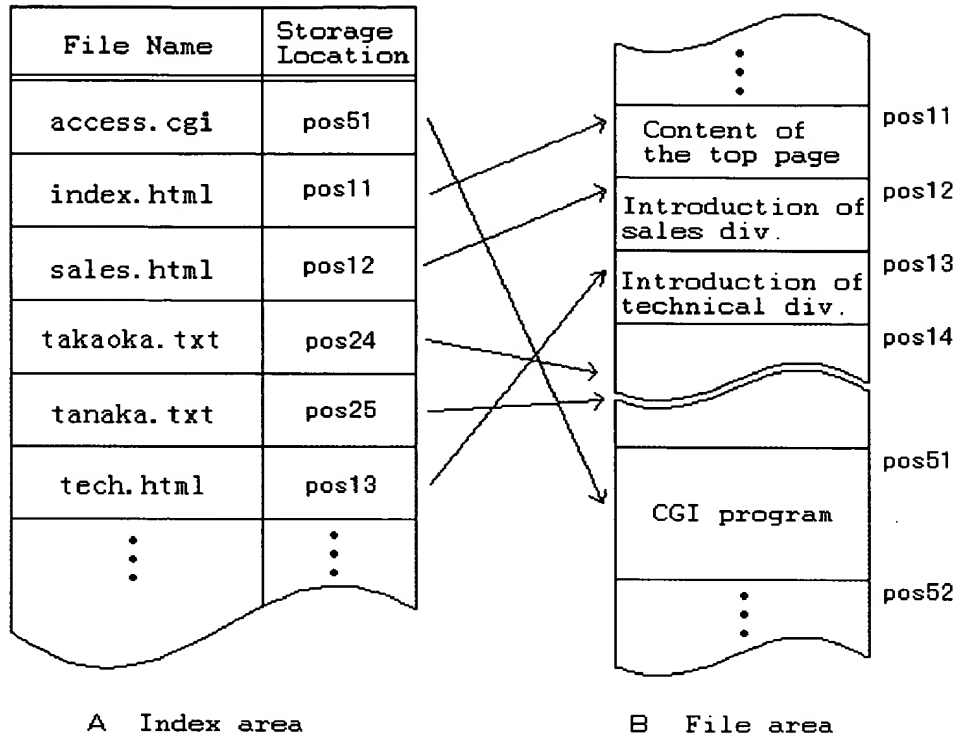 File Name
Storage
Location
access.cgi
pos51
index.html
pos11
sales.html
pos12
takaoka.txt
pos24
tanaka.txt
pos25
tech.html
pos13
A Index area
Content of
the top page
pos11
Introduction of
sales div.
pos12
Introduction of
technical div.
pos13
pos14
CGI program
pos51
pos52
B File area